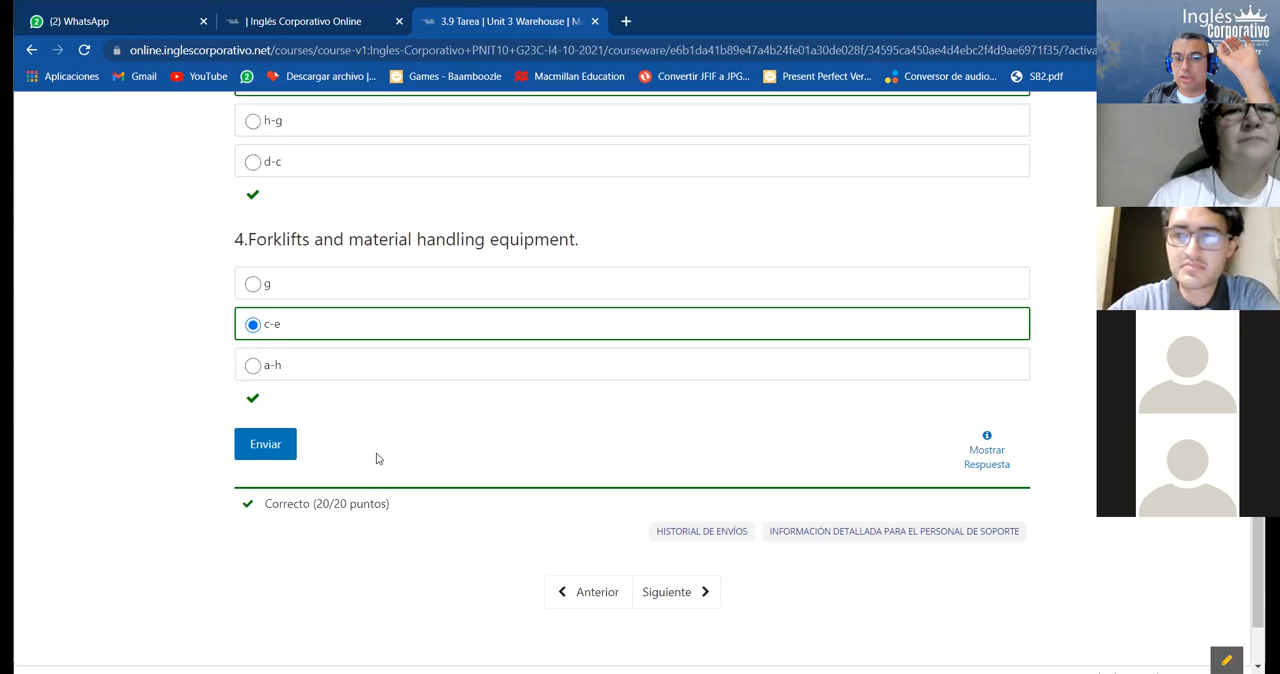 (2) WhatsApp
| Inglés Corporativo Online
3.9 Tarea | Unit 3 Warehouse | M
online.inglescorporativo.net/courses/course-v1:Ingles-Corporativo+PNIT10+G23C-I4-10-2021/courseware/e6b1da41b89e47a4b24fe01a30de028f/34595ca450ae4d4ebc2f4d9ae6971f35/?activa
Aplicaciones
Gmail
YouTube
2
Descargar archivo |...
Games - Baamboozle
Macmillan Education
Convertir JFIF a JPG...
Present Perfect Ver...
Conversor de audio...
SB2.pdf
Inglés
Corporativo
h-g
d-c
4.Forklifts and material handling equipment.
g
c-e
a-h
Enviar
Mostrar
Respuesta
Correcto (20/20 puntos)
HISTORIAL DE ENVÍOS
INFORMACIÓN DETALLADA PARA EL PERSONAL DE SOPORTE
Anterior
Siguiente